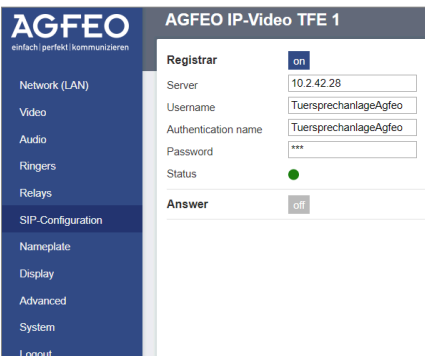 AGFEO
einfach | perfekt | kommunizieren
AGFEO IP-Video TFE 1
Network (LAN)
Video
Audio
Ringers
Relays
SIP-Configuration
Nameplate
Display
Advanced
System
Logout
Registrar on
Server 10.2.42.28
Username TuersprechanlageAgfeo
Authentication name TuersprechanlageAgfeo
Password ***
Status
Answer off